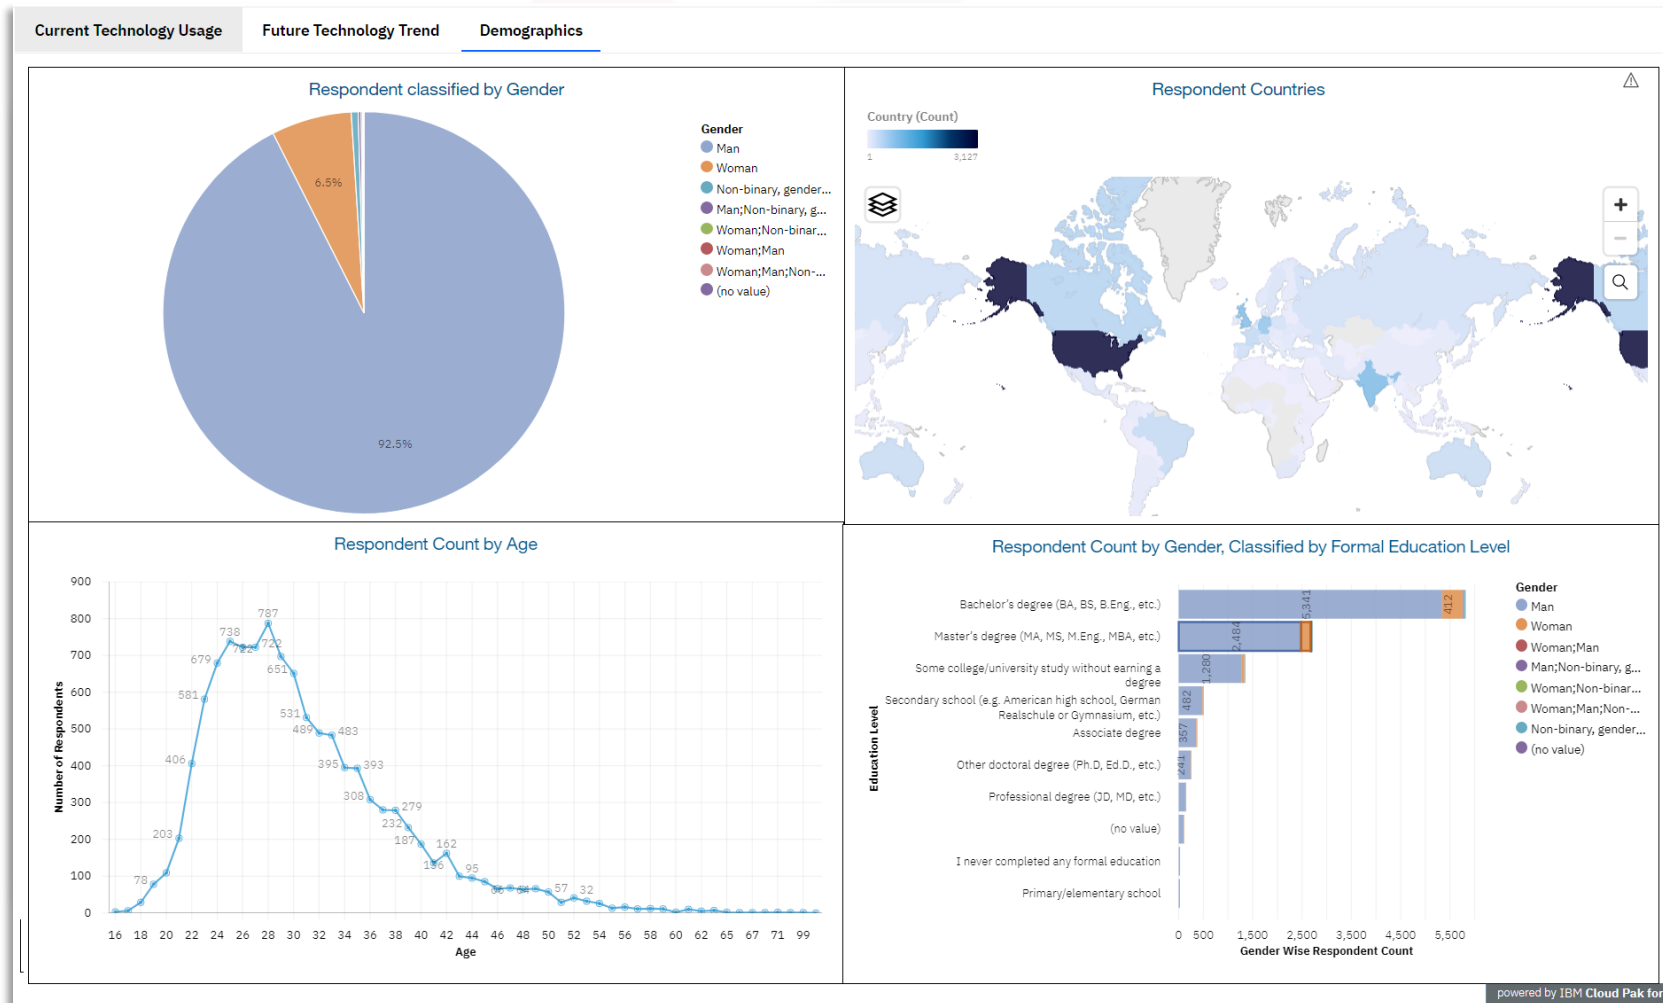 Current Technology Usage
Future Technology Trend
Demographics
Respondent classified by Gender
6.5%
92.5%
Gender
Man
Woman
Non-binary, gender...
Man;Non-binary, g...
Woman;Non-binar...
Woman;Man
Woman;Man;Non-...
(no value)
Respondent Countries
Country (Count)
1
3,127
+
−
Respondent Count by Age
Number of Respondents
900
800
700
600
500
400
300
200
100
0
78
203
406
581
679
738
722
787
722
651
531
489
483
395
393
308
279
232
187
136
162
95
66
64
57
32
16
18
20
22
24
26
28
30
32
34
36
38
40
42
44
46
48
50
52
54
56
58
60
62
65
67
71
99
Age
Respondent Count by Gender, Classified by Formal Education Level
Education Level
Bachelor's degree (BA, BS, B.Eng., etc.)
5,341
412
Master's degree (MA, MS, M.Eng., MBA, etc.)
2,484
Some college/university study without earning a
degree
1,280
Secondary school (e.g. American high school, German
Realschule or Gymnasium, etc.)
482
Associate degree
357
Other doctoral degree (Ph.D, Ed.D., etc.)
241
Professional degree (JD, MD, etc.)
(no value)
I never completed any formal education
Primary/elementary school
0
500
1,500
2,500
3,500
4,500
5,500
Gender Wise Respondent Count
Gender
Man
Woman
Woman;Man
Man;Non-binary, g...
Woman;Non-binar...
Woman;Man;Non-...
Non-binary, gender...
(no value)
powered by IBM Cloud Pak for